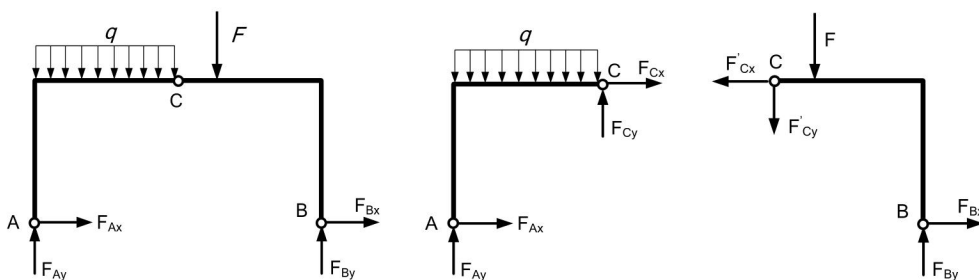 q
F
C
A
F_Ax
F_Ay
B
F_Bx
F_By
q
C
F_Cx
F_Cy
A
F_Ax
F_Ay
F
C
F'_Cx
F'_Cy
B
F_Bx
F_By